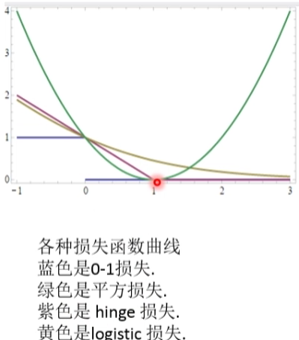 4
3
2
1
0
-1 0 1 2 3
各种损失函数曲线
蓝色是0-1损失.
绿色是平方损失.
紫色是 hinge 损失.
黄色是logistic 损失.